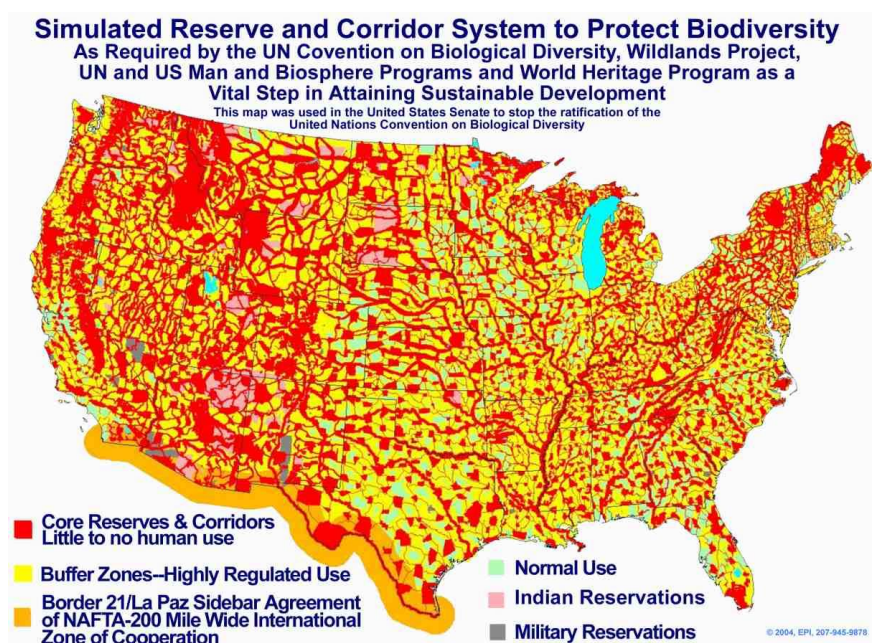 Simulated Reserve and Corridor System to Protect Biodiversity
As Required by the UN Covention on Biological Diversity, Wildlands Project,
UN and US Man and Biosphere Programs and World Heritage Program as a
Vital Step in Attaining Sustainable Development
This map was used in the United States Senate to stop the ratification of the
United Nations Convention on Biological Diversity
Core Reserves & Corridors
Little to no human use
Buffer Zones--Highly Regulated Use
Border 21/La Paz Sidebar Agreement
of NAFTA-200 Mile Wide International
Zone of Cooperation
Normal Use
Indian Reservations
Military Reservations
© 2004, EPI, 207-945-9878